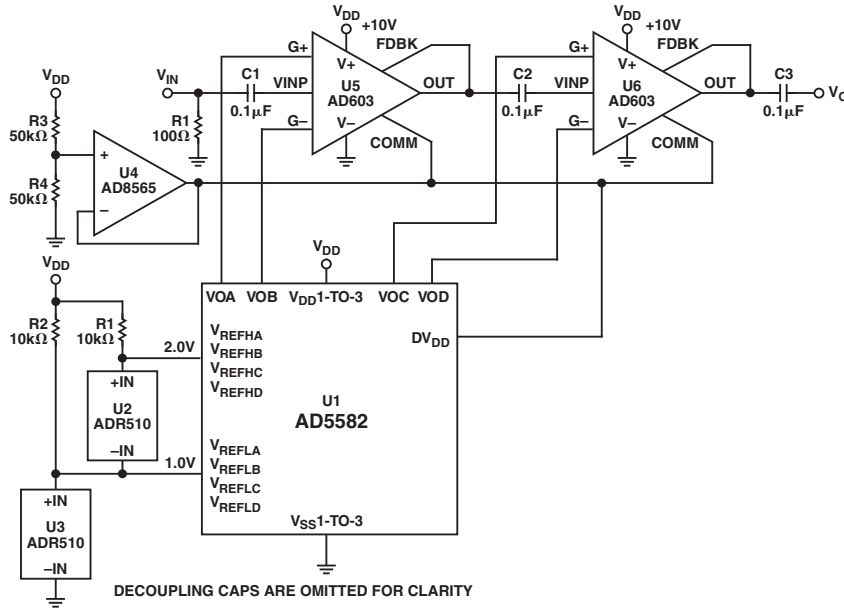 VDD
+10V
G+
FDBK
V+
VIN
C1
0.1µF
VINP
U5
AD603
OUT
R1
100Ω
G–
V–
COMM
VDD
+10V
G+
FDBK
V+
C2
0.1µF
VINP
U6
AD603
OUT
C3
0.1µF
G–
V–
COMM
VDD
R3
50kΩ
R4
50kΩ
+
U4
AD8565
–
VDD
R2
10kΩ
R1
10kΩ
2.0V
+IN
U2
ADR510
–IN
1.0V
+IN
U3
ADR510
–IN
VDD
VOA VOB VDD1-TO-3 VOC VOD
VREFHA
VREFHB
VREFHC
VREFHD
DVDD
U1
AD5582
VREFLA
VREFLB
VREFLC
VREFLD
VSS1-TO-3
DECOUPLING CAPS ARE OMITTED FOR CLARITY